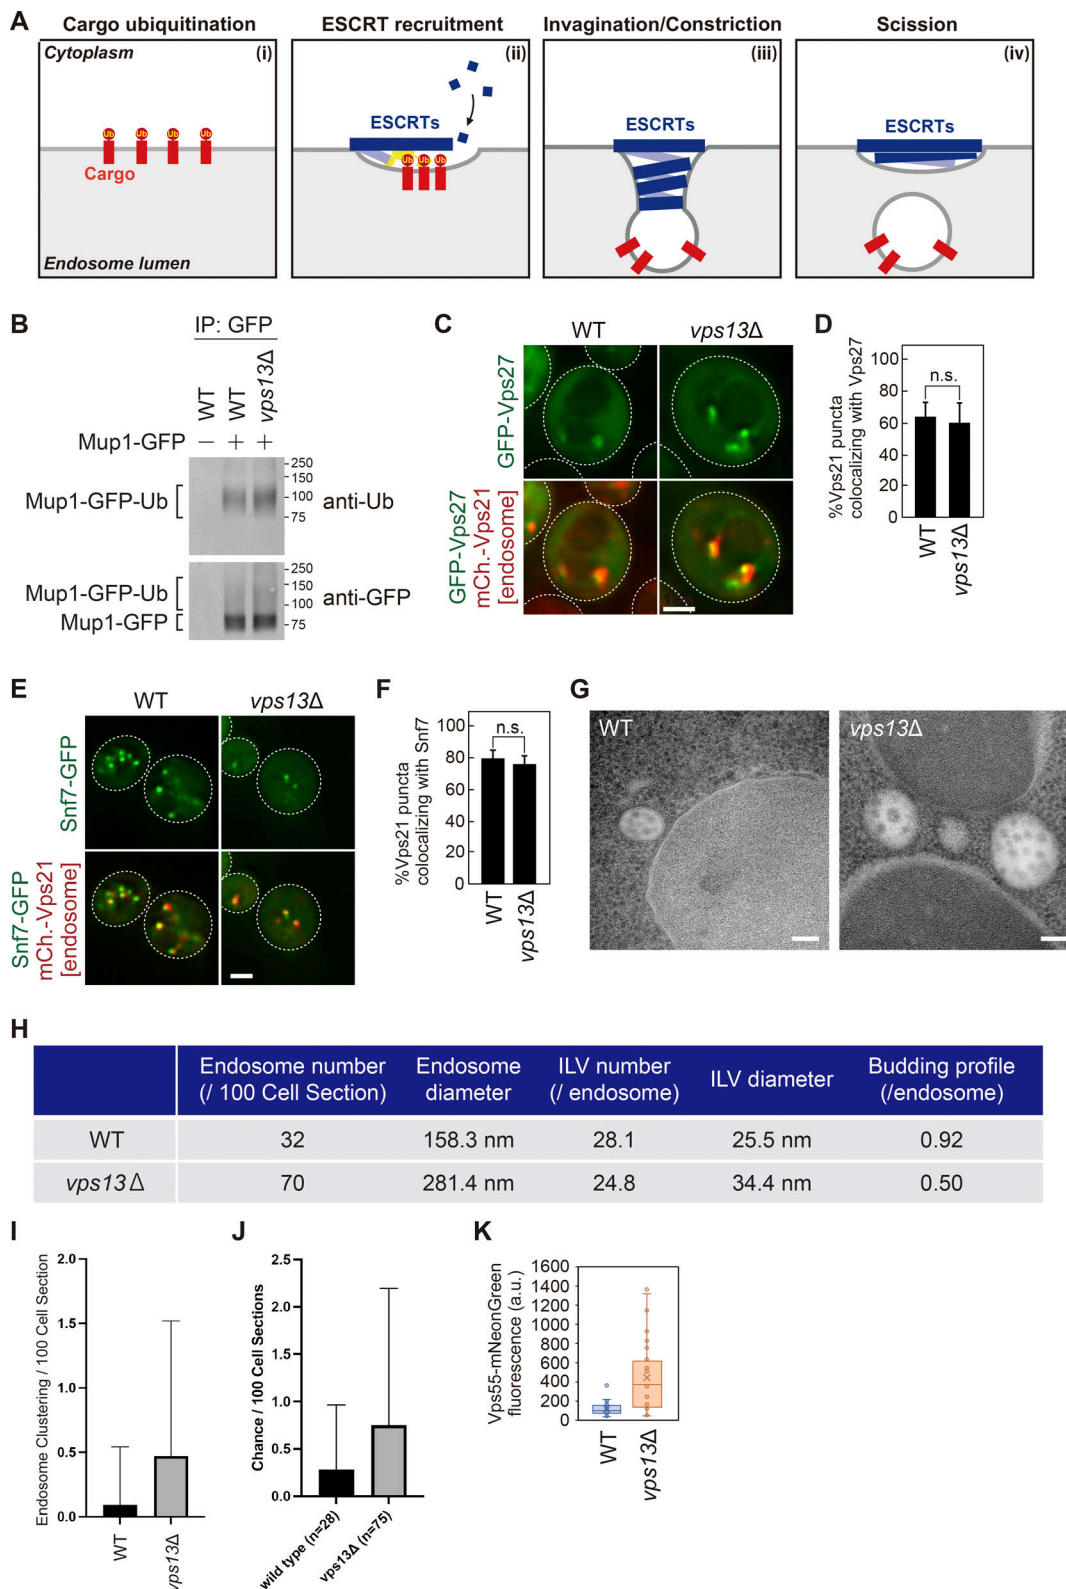 A
Cargo ubiquitination
ESCRT recruitment
Invagination/Constriction
Scission
Cytoplasm
(i)
(ii)
(iii)
(iv)
Ub Ub Ub Ub
Cargo
Endosome lumen
ESCRTs
Ub Ub Ub
ESCRTs
ESCRTs
B
IP: GFP
WT
WT
vps13Δ
Mup1-GFP − + +
250
150
100
75
Mup1-GFP-Ub
anti-Ub
250
150
100
75
Mup1-GFP-Ub
Mup1-GFP
anti-GFP
C
WT
vps13Δ
GFP-Vps27
GFP-Vps27
mCh.-Vps21
[endosome]
D
%Vps21 puncta
colocalizing with Vps27
100
80
60
40
20
0
n.s.
WT
vps13Δ
E
WT
vps13Δ
Snf7-GFP
Snf7-GFP
mCh.-Vps21
[endosome]
F
%Vps21 puncta
colocalizing with Snf7
100
80
60
40
20
0
n.s.
WT
vps13Δ
G
WT
vps13Δ
H
Endosome number
(/ 100 Cell Section)
Endosome
diameter
ILV number
(/ endosome)
ILV diameter
Budding profile
(/endosome)
WT 32 158.3 nm 28.1 25.5 nm 0.92
vps13Δ 70 281.4 nm 24.8 34.4 nm 0.50
I
Endosome Clustering / 100 Cell Section
2.0
1.5
1.0
0.5
0.0
WT
vps13Δ
J
Chance / 100 Cell Sections
2.5
2.0
1.5
1.0
0.5
0.0
wild type (n=28)
vps13Δ (n=75)
K
Vps55-mNeonGreen
fluorescence (a.u.)
1600
1400
1200
1000
800
600
400
200
0
WT
vps13Δ